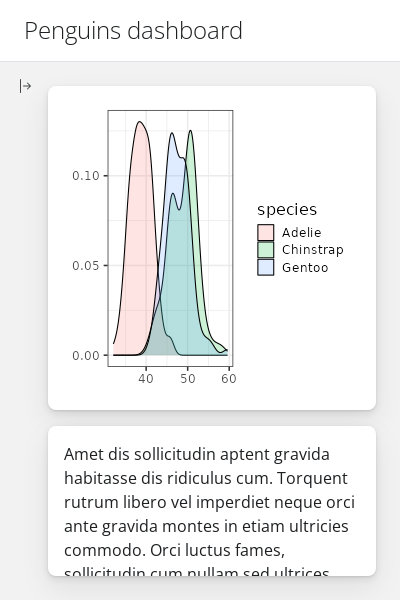 Penguins dashboard
0.10
0.05
0.00
40 50 60
species
Adelie
Chinstrap
Gentoo
Amet dis sollicitudin aptent gravida
habitasse dis ridiculus cum. Torquent
rutrum libero vel imperdiet neque orci
ante gravida montes in etiam ultricies
commodo. Orci luctus fames,
sollicitudin cum nullam sed ultrices